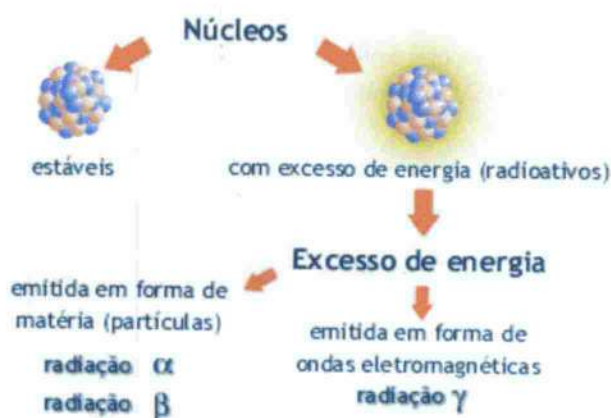 Núcleos
estáveis
com excesso de energia (radioativos)
Excesso de energia
emitida em forma de
matéria (partículas)
radiação α
radiação β
emitida em forma de
ondas eletromagnéticas
radiação γ